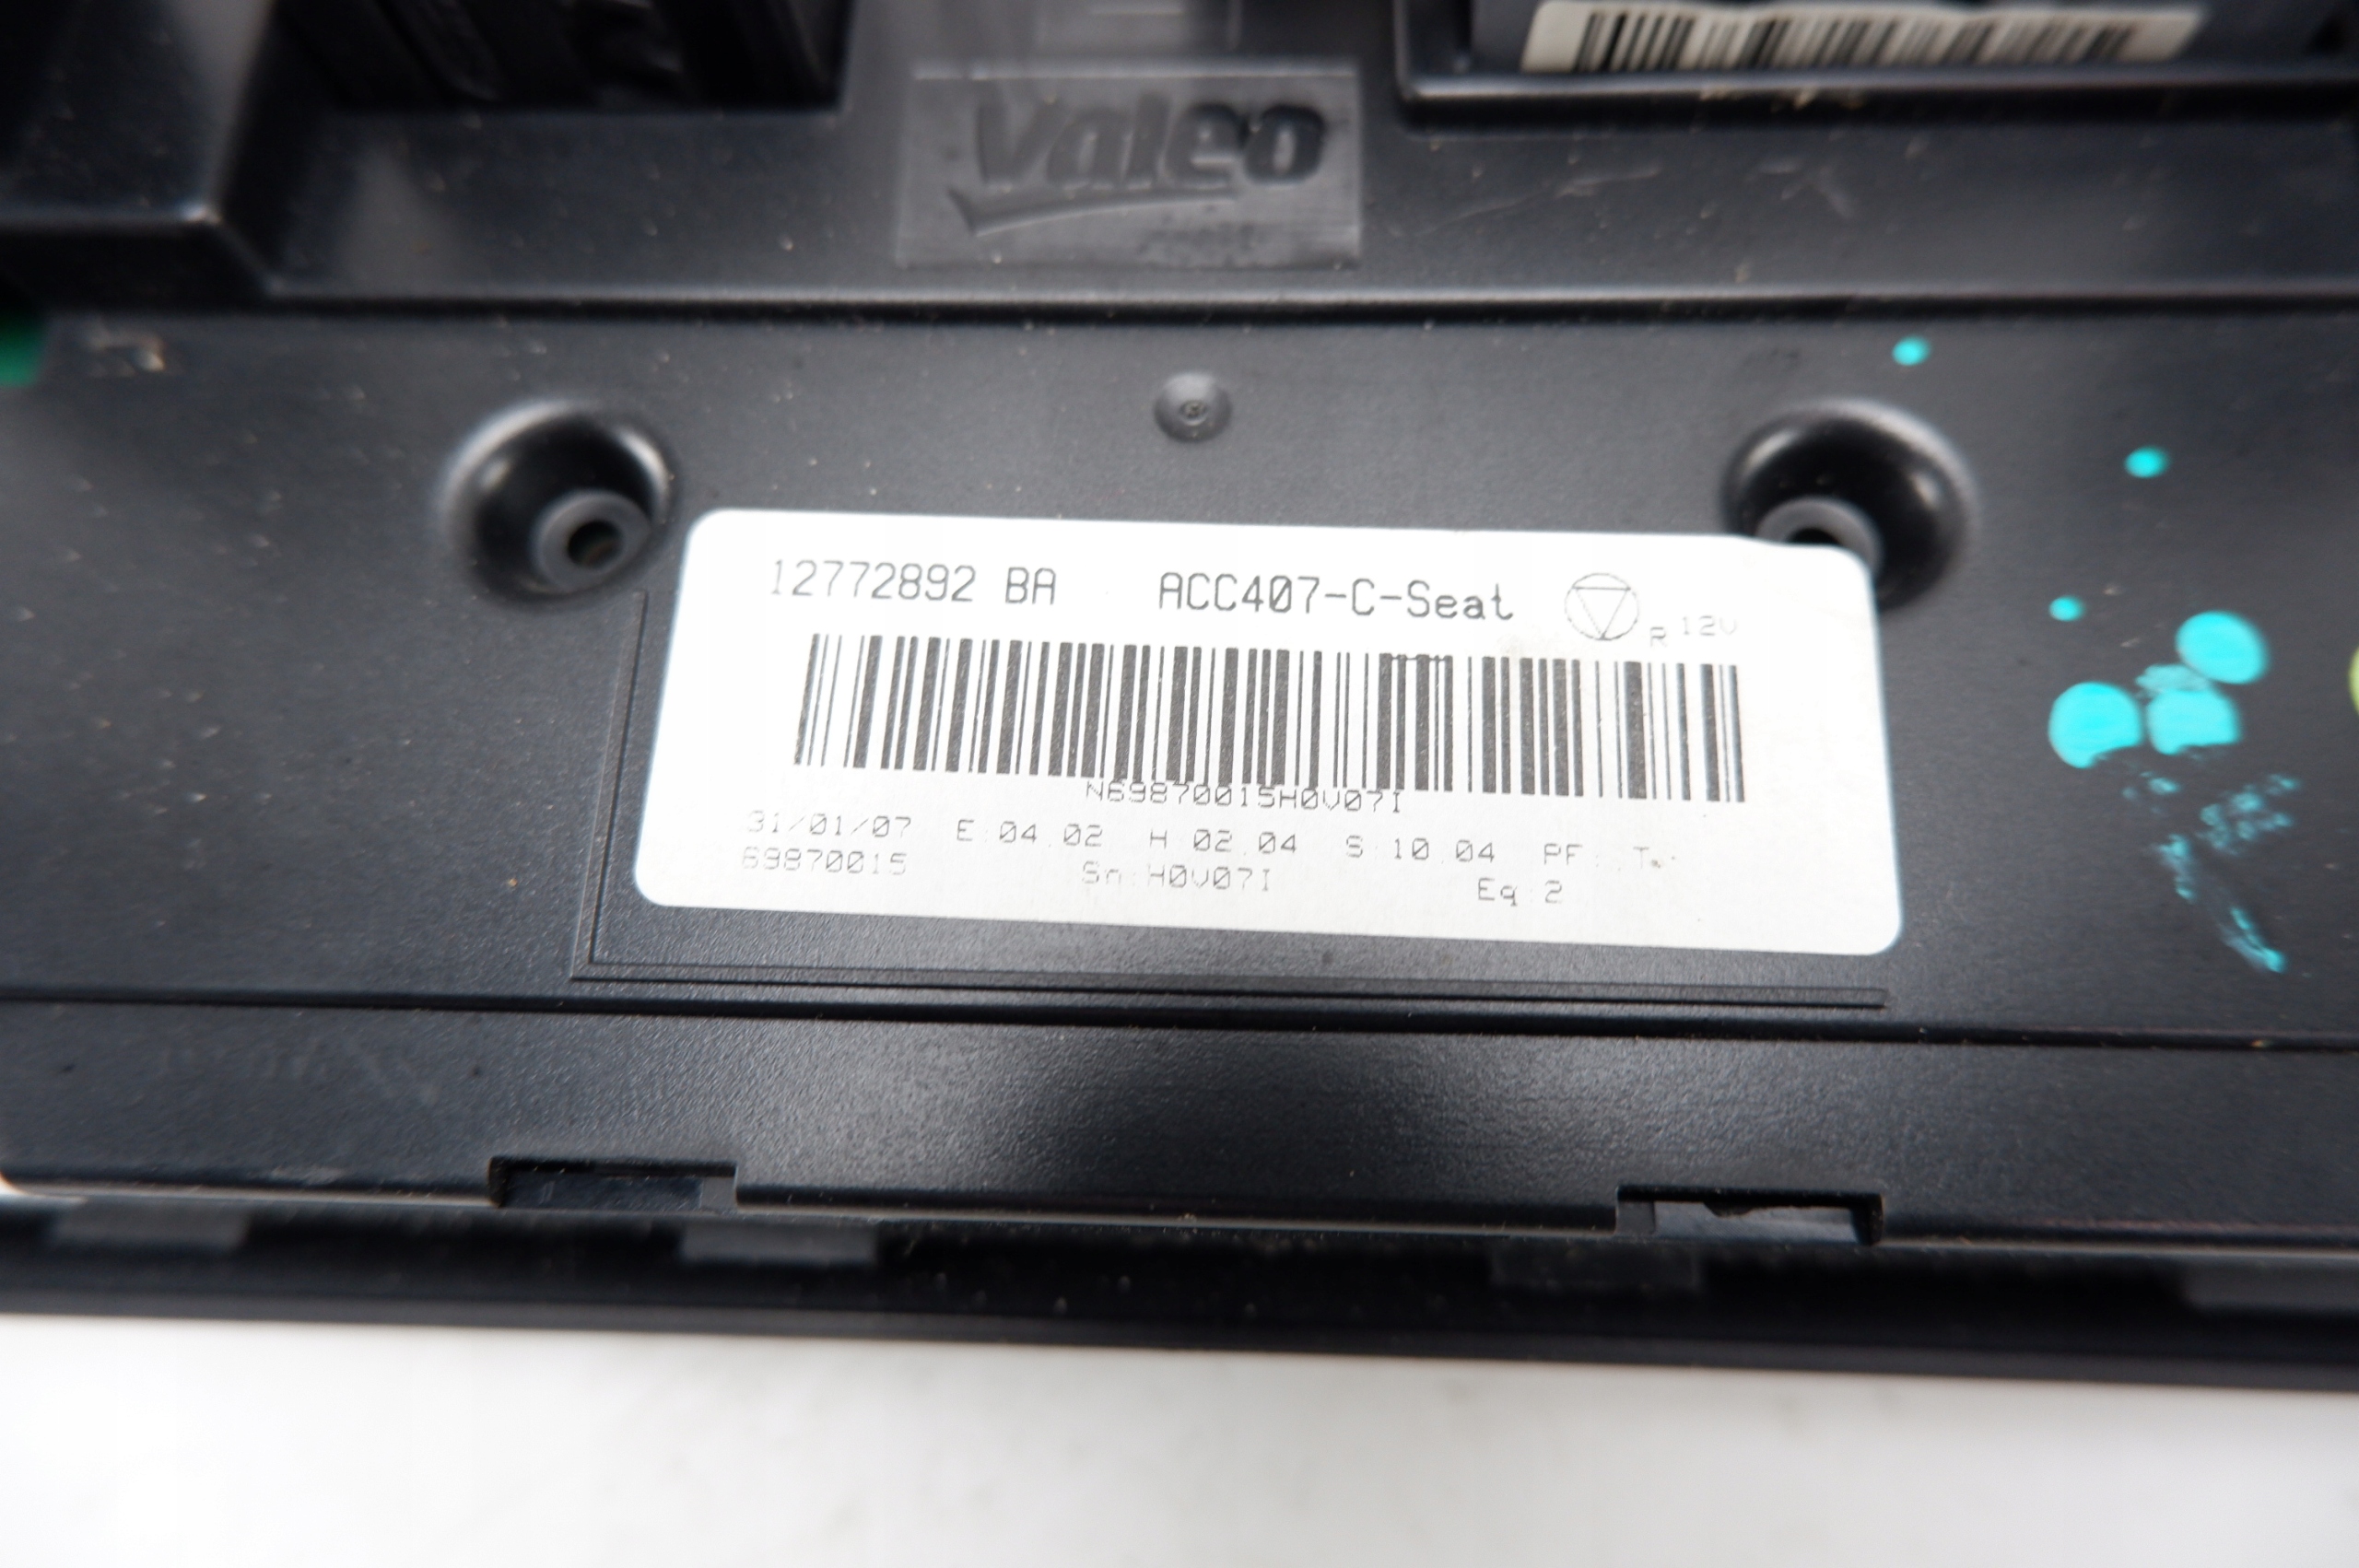 valeo
12772892 BA ACC407-C-Seat R 12V
N69870015H0V07I
31/01/07 E:04.02 H:02.04 S:10.04 PF:
69870015 Sn:H0V07I Eq:2